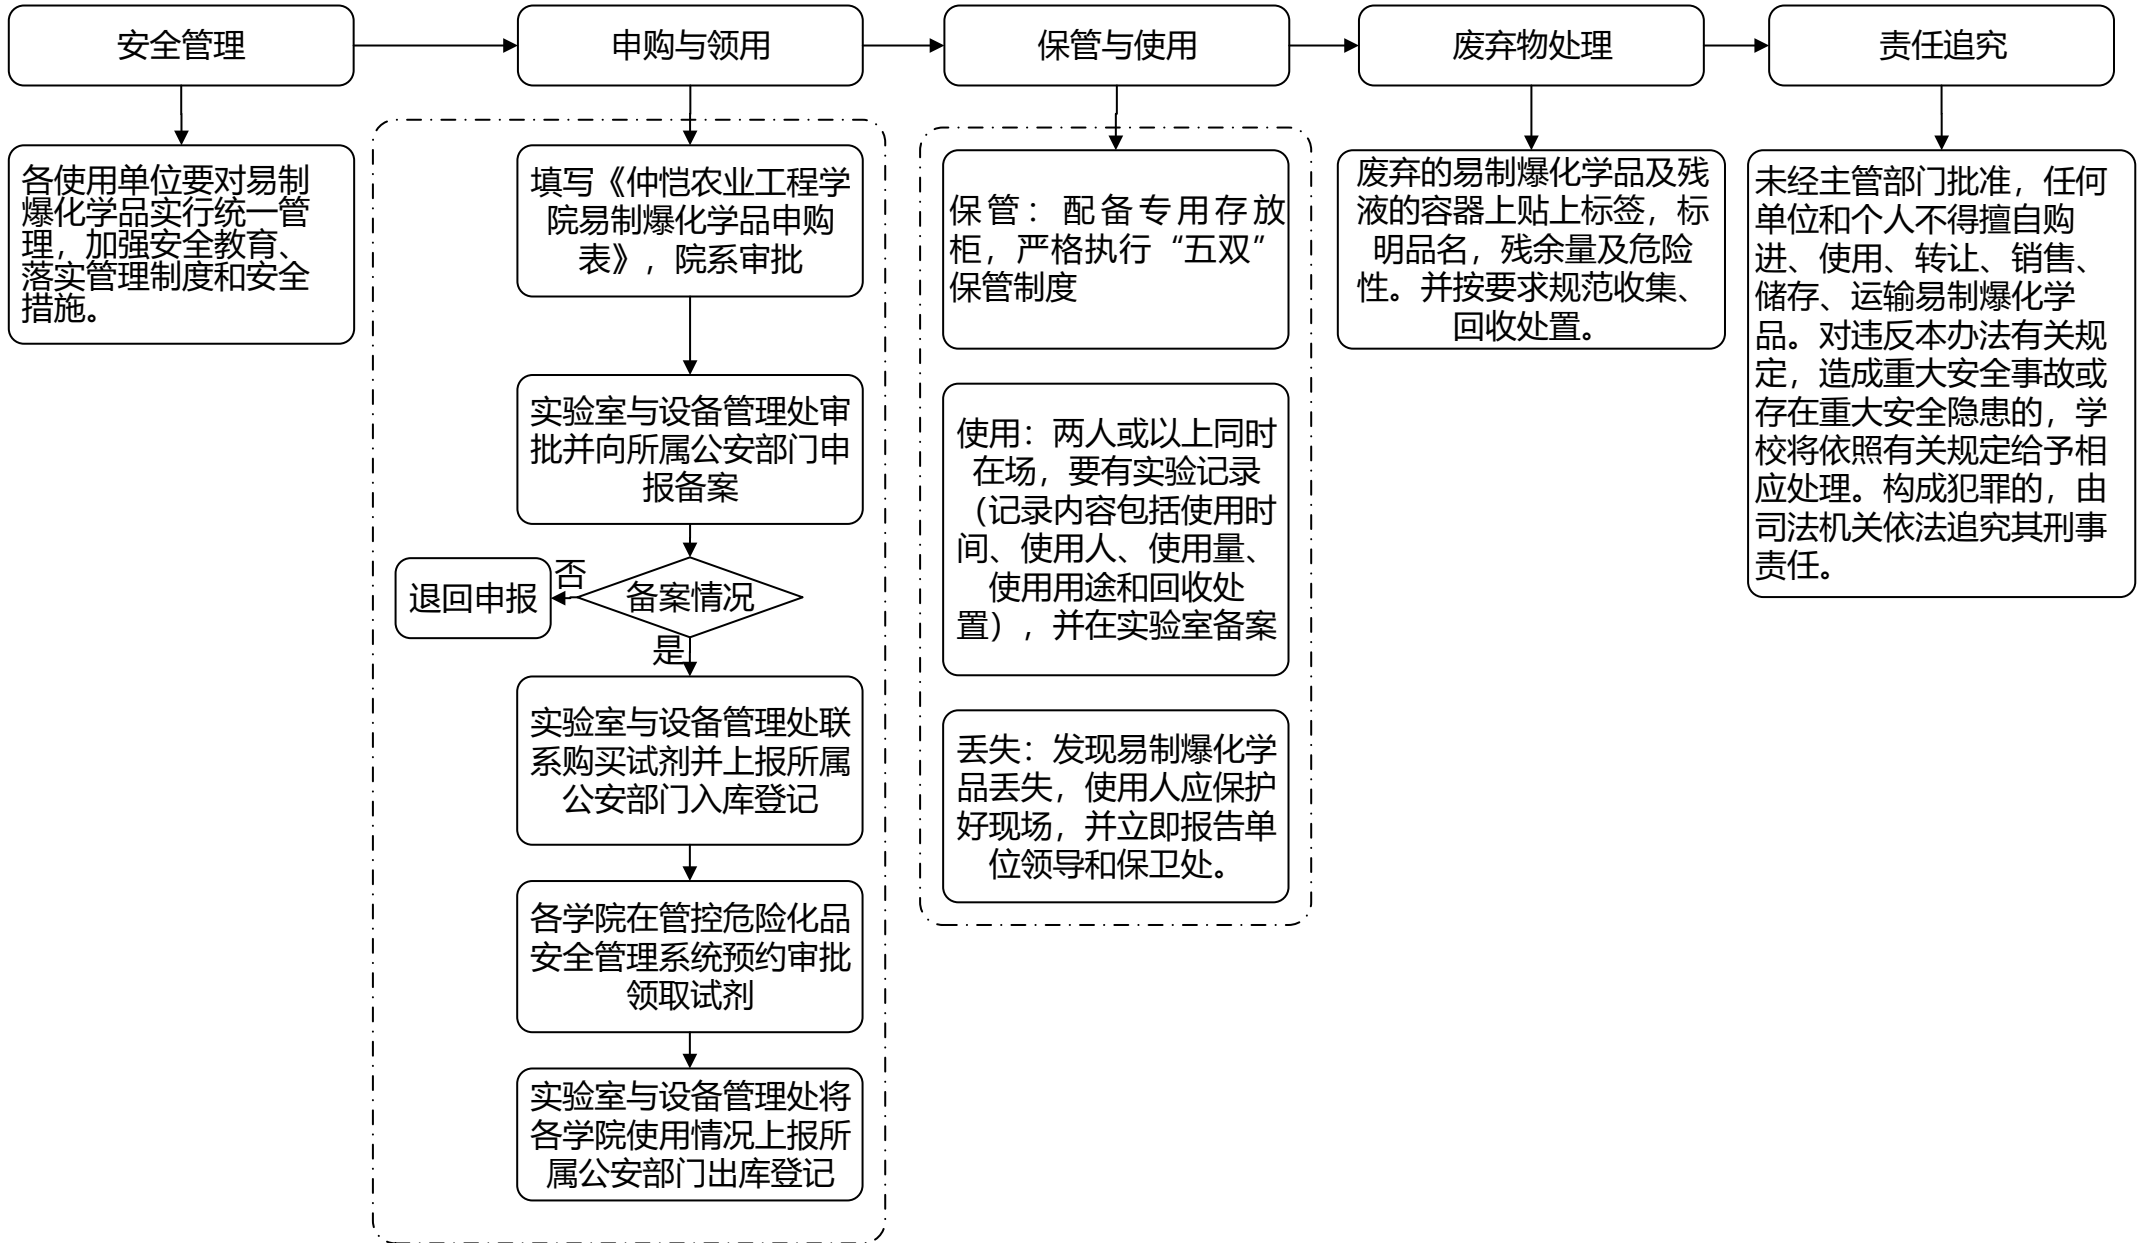 安全管理
申购与领用
保管与使用
废弃物处理
责任追究
各使用单位要对易制
爆化学品实行统一管
理，加强安全教育、
落实管理制度和安全
措施。
填写《仲恺农业工程学
院易制爆化学品申购
表》，院系审批
实验室与设备管理处审
批并向所属公安部门申
报备案
备案情况
否
退回申报
是
实验室与设备管理处联
系购买试剂并上报所属
公安部门入库登记
各学院在管控危险化品
安全管理系统预约审批
领取试剂
实验室与设备管理处将
各学院使用情况上报所
属公安部门出库登记
保管：配备专用存放
柜，严格执行“五双”
保管制度
使用：两人或以上同时
在场，要有实验记录
（记录内容包括使用时
间、使用人、使用量、
使用用途和回收处
置），并在实验室备案
丢失：发现易制爆化学
品丢失，使用人应保护
好现场，并立即报告单
位领导和保卫处。
废弃的易制爆化学品及残
液的容器上贴上标签，标
明品名，残余量及危险
性。并按要求规范收集、
回收处置。
未经主管部门批准，任何
单位和个人不得擅自购
进、使用、转让、销售、
储存、运输易制爆化学
品。对违反本办法有关规
定，造成重大安全事故或
存在重大安全隐患的，学
校将依照有关规定给予相
应处理。构成犯罪的，由
司法机关依法追究其刑事
责任。